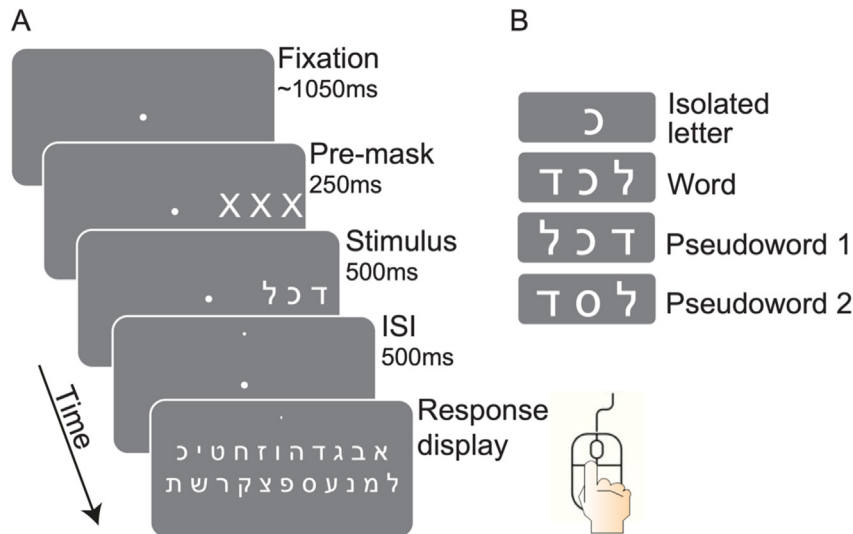 A
Fixation
~1050ms
Pre-mask
250ms
X X X
Stimulus
500ms
ד כ ל
ISI
500ms
Response
display
א ב ג ד ה ו ז ח ט י כ
ל מ נ ע ס פ צ ק ר ש ת
Time
B
כ
Isolated
letter
ל כ ד
Word
ד כ ל
Pseudoword 1
ל ס ד
Pseudoword 2